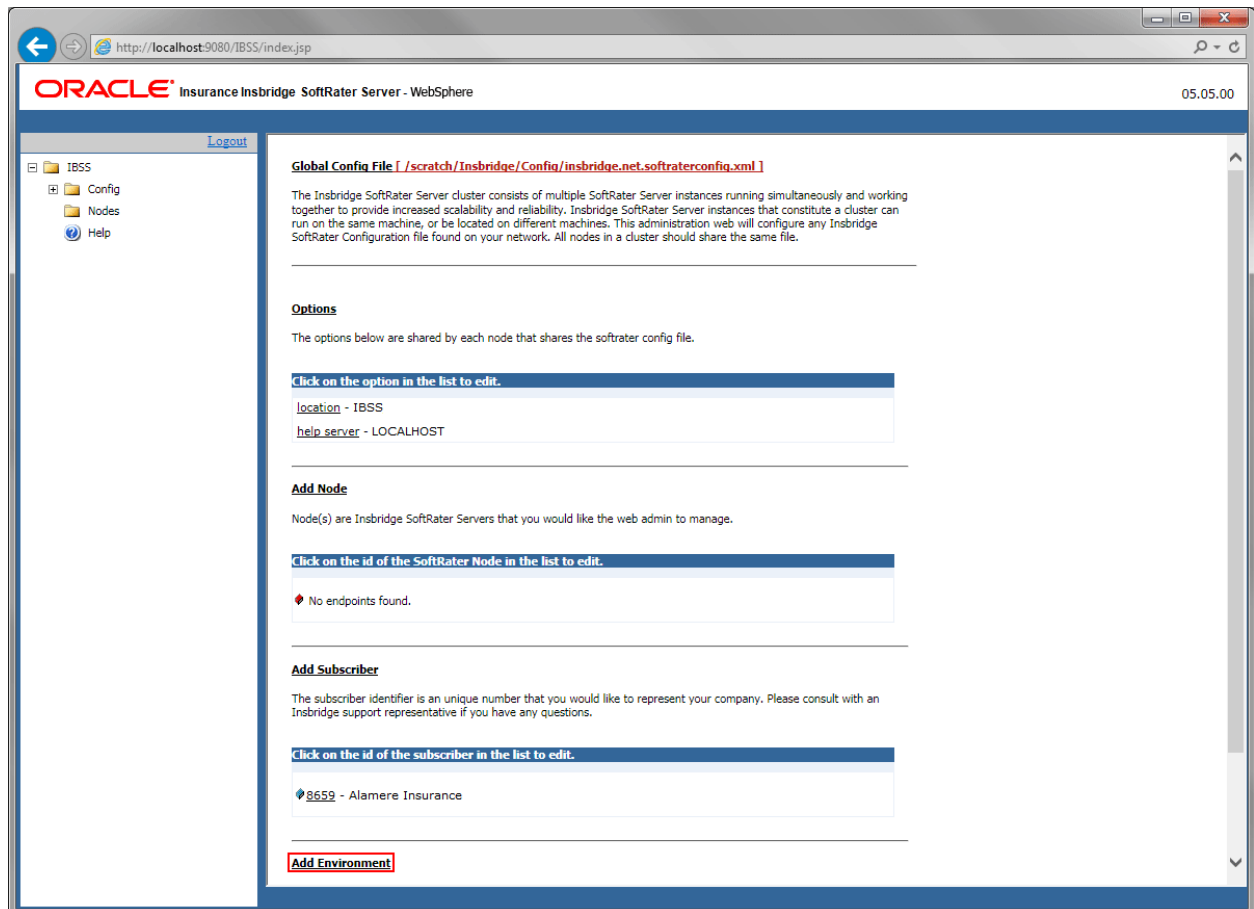 http://localhost:9080/IBSS/index.jsp
ORACLE Insurance Insbridge SoftRater Server - WebSphere
05.05.00
Logout
IBSS
Config
Nodes
Help
Global Config File [ /scratch/Insbridge/Config/insbridge.net.softraterconfig.xml ]
The Insbridge SoftRater Server cluster consists of multiple SoftRater Server instances running simultaneously and working
together to provide increased scalability and reliability. Insbridge SoftRater Server instances that constitute a cluster can
run on the same machine, or be located on different machines. This administration web will configure any Insbridge
SoftRater Configuration file found on your network. All nodes in a cluster should share the same file.
Options
The options below are shared by each node that shares the softrater config file.
Click on the option in the list to edit.
location - IBSS
help server - LOCALHOST
Add Node
Node(s) are Insbridge SoftRater Servers that you would like the web admin to manage.
Click on the id of the SoftRater Node in the list to edit.
No endpoints found.
Add Subscriber
The subscriber identifier is an unique number that you would like to represent your company. Please consult with an
Insbridge support representative if you have any questions.
Click on the id of the subscriber in the list to edit.
8659 - Alamere Insurance
Add Environment